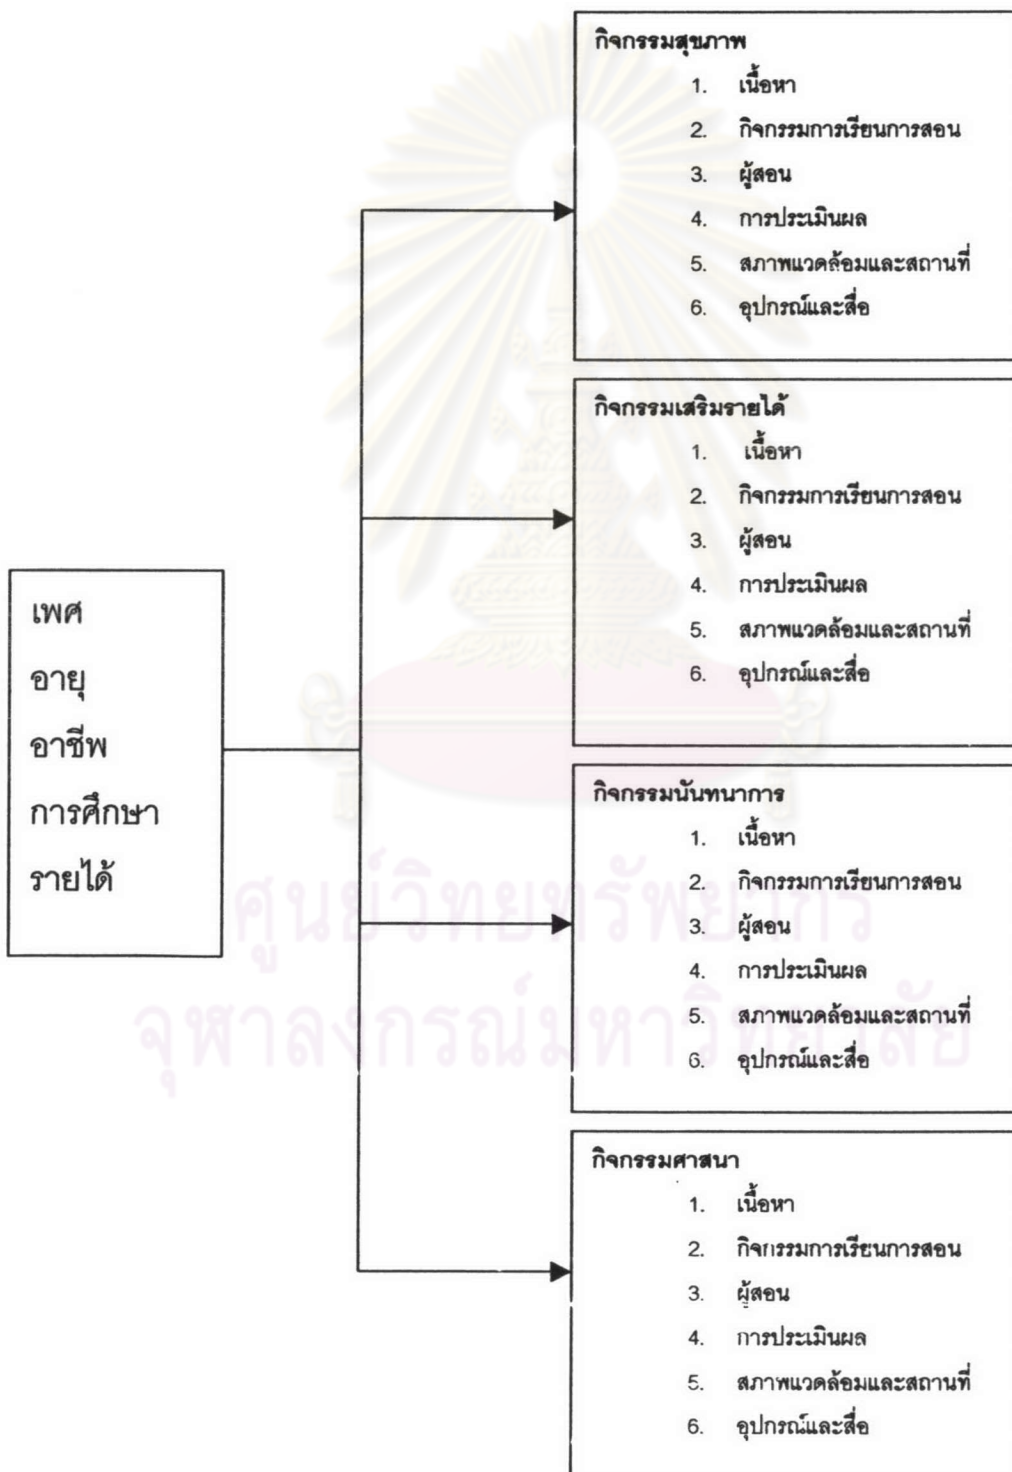 กิจกรรมสุขภาพ
1. เนื้อหา
2. กิจกรรมการเรียนการสอน
3. ผู้สอน
4. การประเมินผล
5. สภาพแวดล้อมและสถานที่
6. อุปกรณ์และสื่อ
กิจกรรมเสริมรายได้
1. เนื้อหา
2. กิจกรรมการเรียนการสอน
3. ผู้สอน
4. การประเมินผล
5. สภาพแวดล้อมและสถานที่
6. อุปกรณ์และสื่อ
เพศ
อายุ
อาชีพ
การศึกษา
รายได้
กิจกรรมนันทนาการ
1. เนื้อหา
2. กิจกรรมการเรียนการสอน
3. ผู้สอน
4. การประเมินผล
5. สภาพแวดล้อมและสถานที่
6. อุปกรณ์และสื่อ
กิจกรรมศาสนา
1. เนื้อหา
2. กิจกรรมการเรียนการสอน
3. ผู้สอน
4. การประเมินผล
5. สภาพแวดล้อมและสถานที่
6. อุปกรณ์และสื่อ
ศูนย์วิทยทรัพยากร
จุฬาลงกรณ์มหาวิทยาลัย